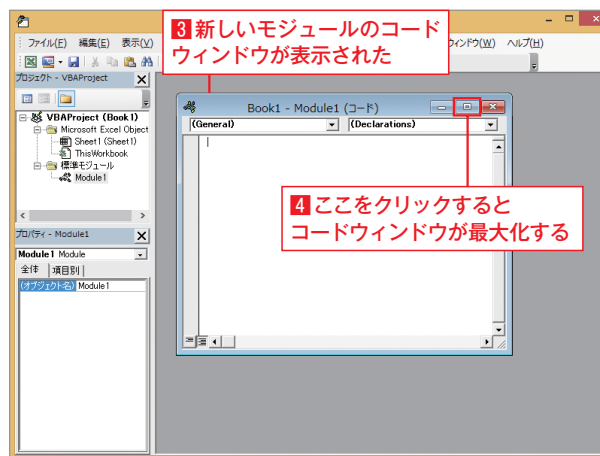 ファイル(F) 編集(E) 表示(V) ウィンドウ(W) ヘルプ(H)
3 新しいモジュールのコード
ウィンドウが表示された
プロジェクト - VBAProject
VBAProject (Book1)
Microsoft Excel Object
Sheet1 (Sheet1)
ThisWorkbook
標準モジュール
Module1
Book1 - Module1 (コード)
(General) (Declarations)
4 ここをクリックすると
コードウィンドウが最大化する
プロパティ - Module1
Module1 Module
全体 項目別
(オブジェクト名) Module1